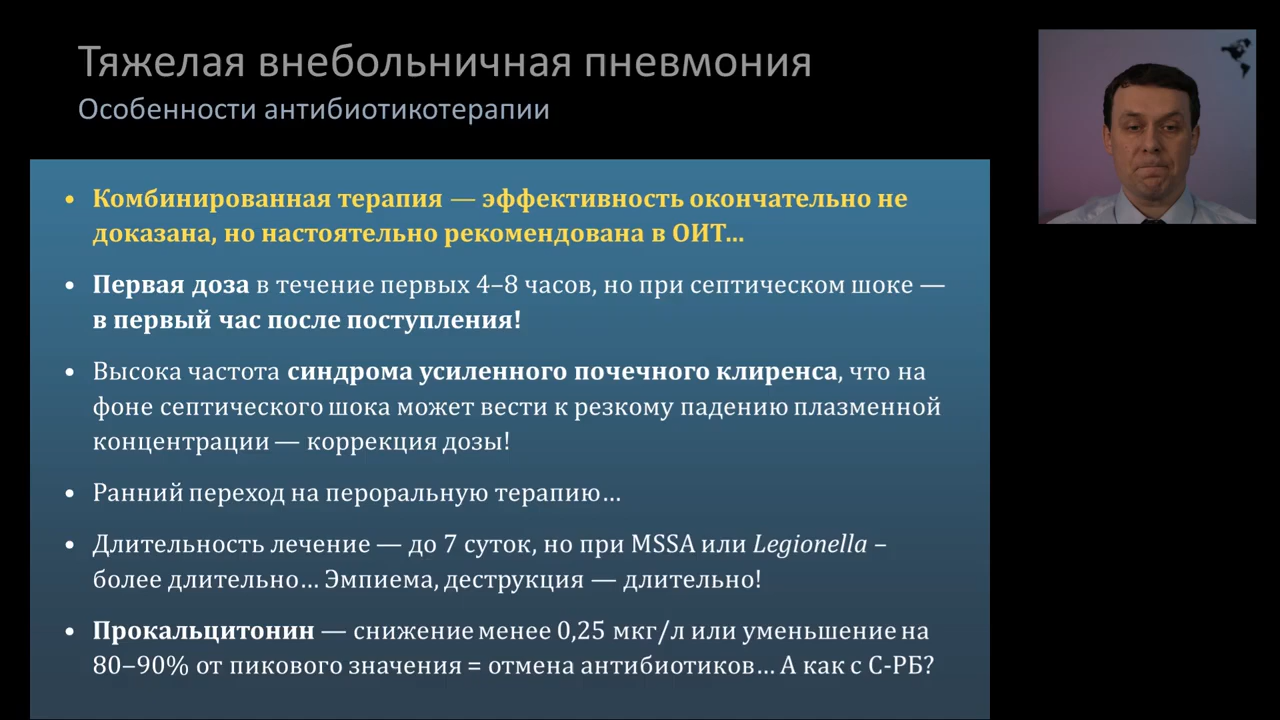 Тяжелая внебольничная пневмония
Особенности антибиотикотерапии
• Комбинированная терапия — эффективность окончательно не
доказана, но настоятельно рекомендована в ОИТ...
• Первая доза в течение первых 4–8 часов, но при септическом шоке —
в первый час после поступления!
• Высока частота синдрома усиленного почечного клиренса, что на
фоне септического шока может вести к резкому падению плазменной
концентрации — коррекция дозы!
• Ранний переход на пероральную терапию...
• Длительность лечение — до 7 суток, но при MSSA или Legionella –
более длительно... Эмпиема, деструкция — длительно!
• Прокальцитонин — снижение менее 0,25 мкг/л или уменьшение на
80–90% от пикового значения = отмена антибиотиков... А как с С-РБ?